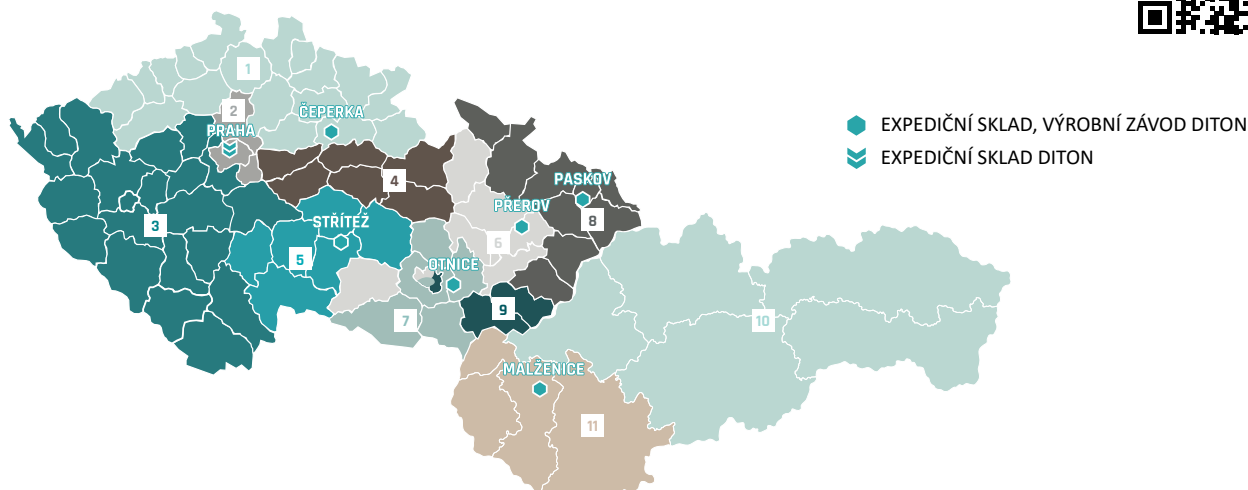 1
2
ČEPERKA
PRAHA
EXPEDIČNÍ SKLAD, VÝROBNÍ ZÁVOD DITON
EXPEDIČNÍ SKLAD DITON
4
PASKOV
PŘEROV
8
3
STŘÍTEŽ
6
5
OTNICE
9
7
10
MALŽENICE
11